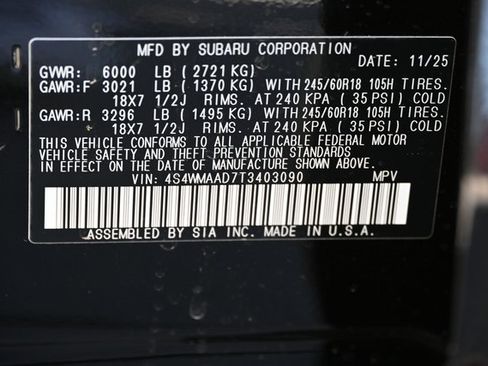 MFD BY SUBARU CORPORATION
DATE: 11/25
GVWR: 6000 LB ( 2721 KG)
GAWR:F 3021 LB ( 1370 KG) WITH 245/60R18 105H TIRES.
18X7 1/2J RIMS. AT 240 KPA ( 35 PSI) COLD
GAWR:R 3296 LB ( 1495 KG) WITH 245/60R18 105H TIRES.
18X7 1/2J RIMS. AT 240 KPA ( 35 PSI) COLD
THIS VEHICLE CONFORMS TO ALL APPLICABLE FEDERAL MOTOR
VEHICLE SAFETY AND THEFT PREVENTION STANDARDS
IN EFFECT ON THE DATE OF MANUFACTURE SHOWN ABOVE.
VIN: 4S4WMAAD7T3403090 MPV
ASSEMBLED BY SIA INC. MADE IN U.S.A.